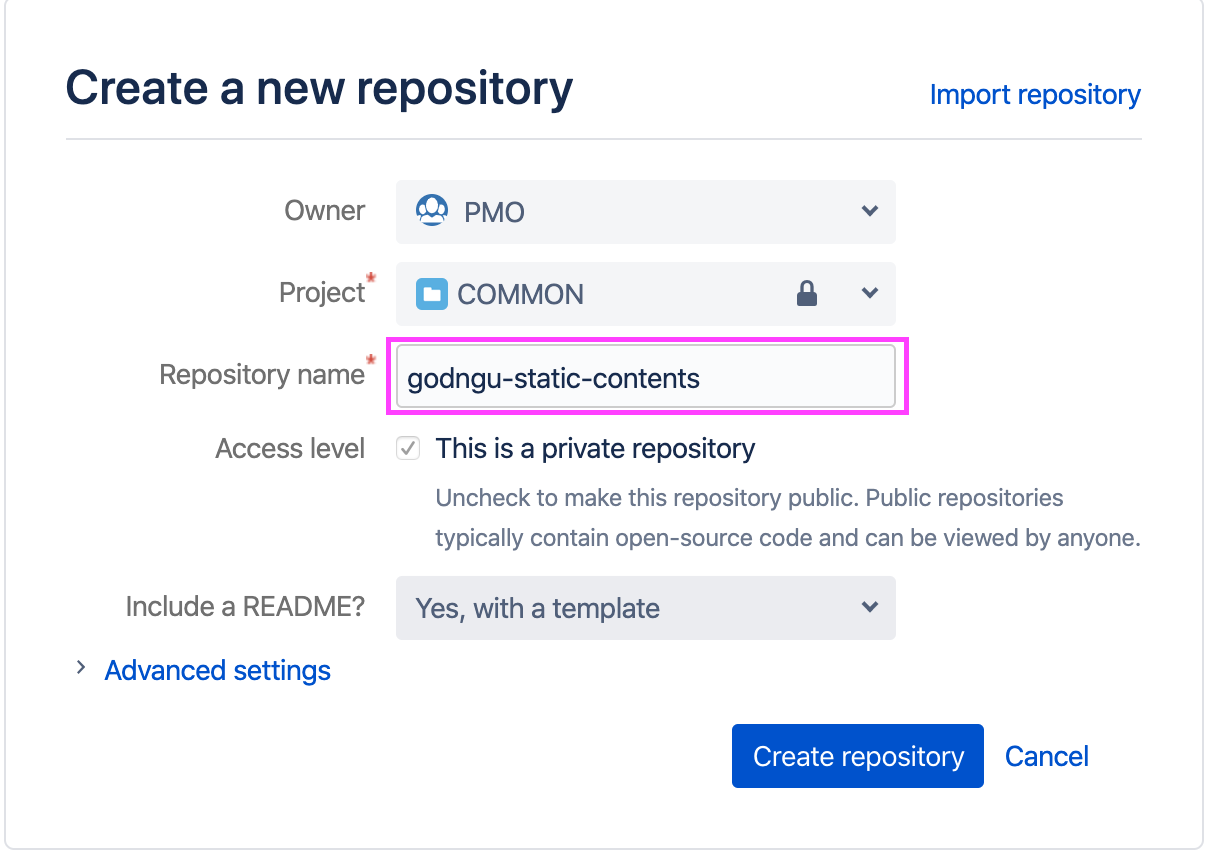 Create a new repository
Import repository
Owner
PMO
Project*
COMMON
Repository name*
godngu-static-contents
Access level
This is a private repository
Uncheck to make this repository public. Public repositories
typically contain open-source code and can be viewed by anyone.
Include a README?
Yes, with a template
Advanced settings
Create repository
Cancel